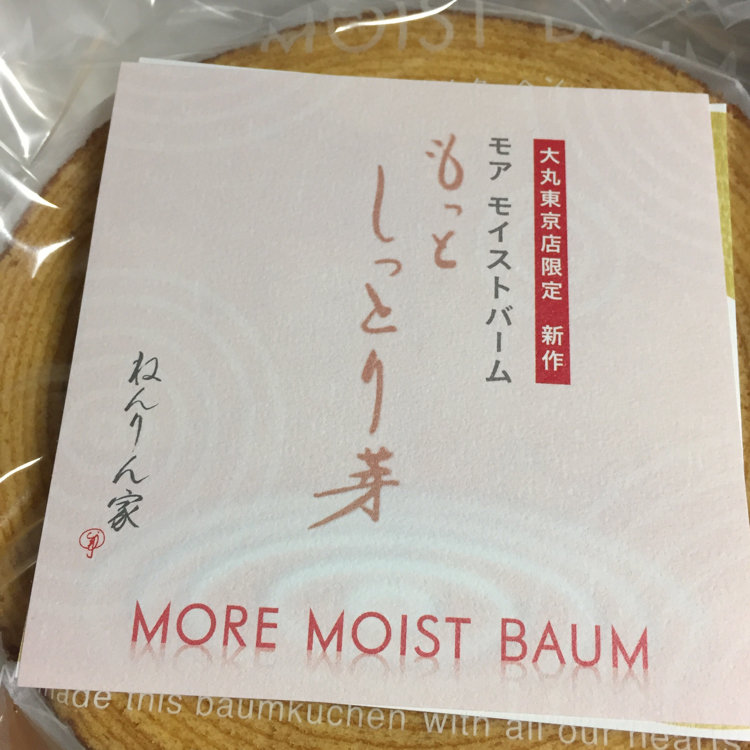 MOIST BAUM
大丸東京店限定 新作
モア モイストバーム
もっと
しっとり芽
ねんりん家
MORE MOIST BAUM
made this baumkuchen with all our hearts